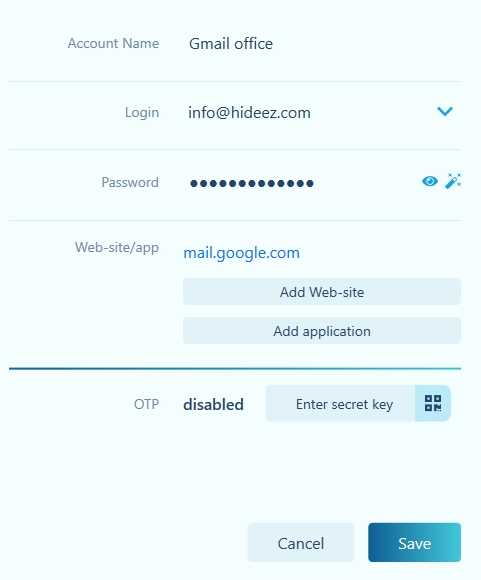 Account Name Gmail office
Login info@hideez.com
Password •••••••••••••
Web-site/app mail.google.com
Add Web-site
Add application
OTP disabled Enter secret key
Cancel Save